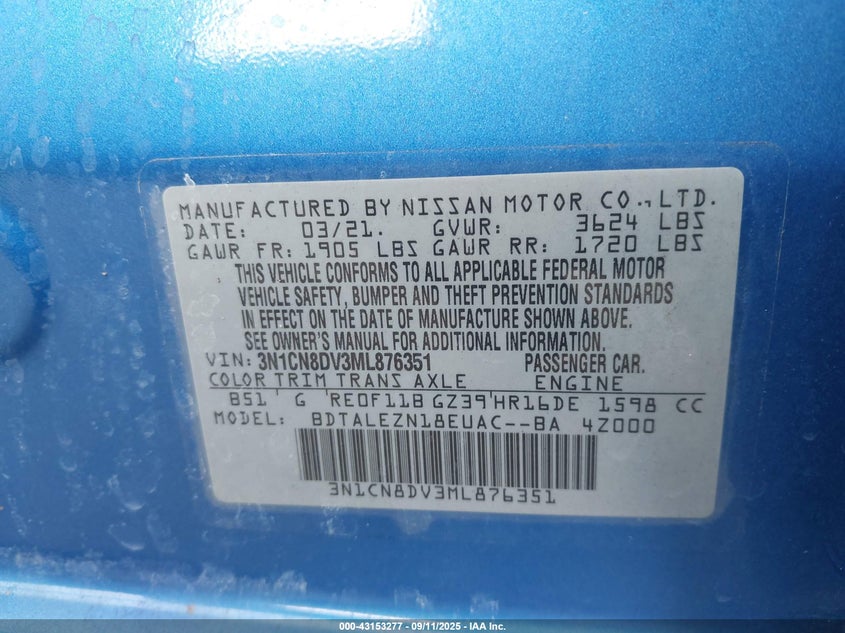 MANUFACTURED BY NISSAN MOTOR CO., LTD.
DATE: 03/21. GVWR: 3624 LBS
GAWR FR: 1905 LBS GAWR RR: 1720 LBS
THIS VEHICLE CONFORMS TO ALL APPLICABLE FEDERAL MOTOR
VEHICLE SAFETY, BUMPER AND THEFT PREVENTION STANDARDS
IN EFFECT ON THE DATE OF MANUFACTURE SHOWN ABOVE.
SEE OWNER'S MANUAL FOR ADDITIONAL INFORMATION.
VIN: 3N1CN8DV3ML876351 PASSENGER CAR.
COLOR TRIM TRANS AXLE ENGINE
B51 G RE0F11B GZ39 HR16DE 1598 CC
MODEL: BDTALEZN18EUAC--BA 4Z000
3N1CN8DV3ML876351
000-43153277 - 09/11/2025 - IAA Inc.